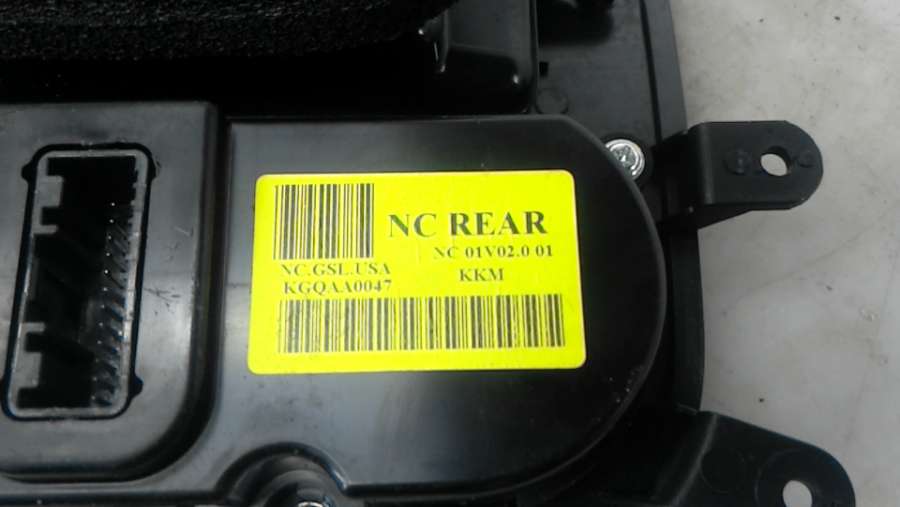 NC REAR
NC 01V02.0 01
NC.GSL.USA
KGQAA0047
KKM